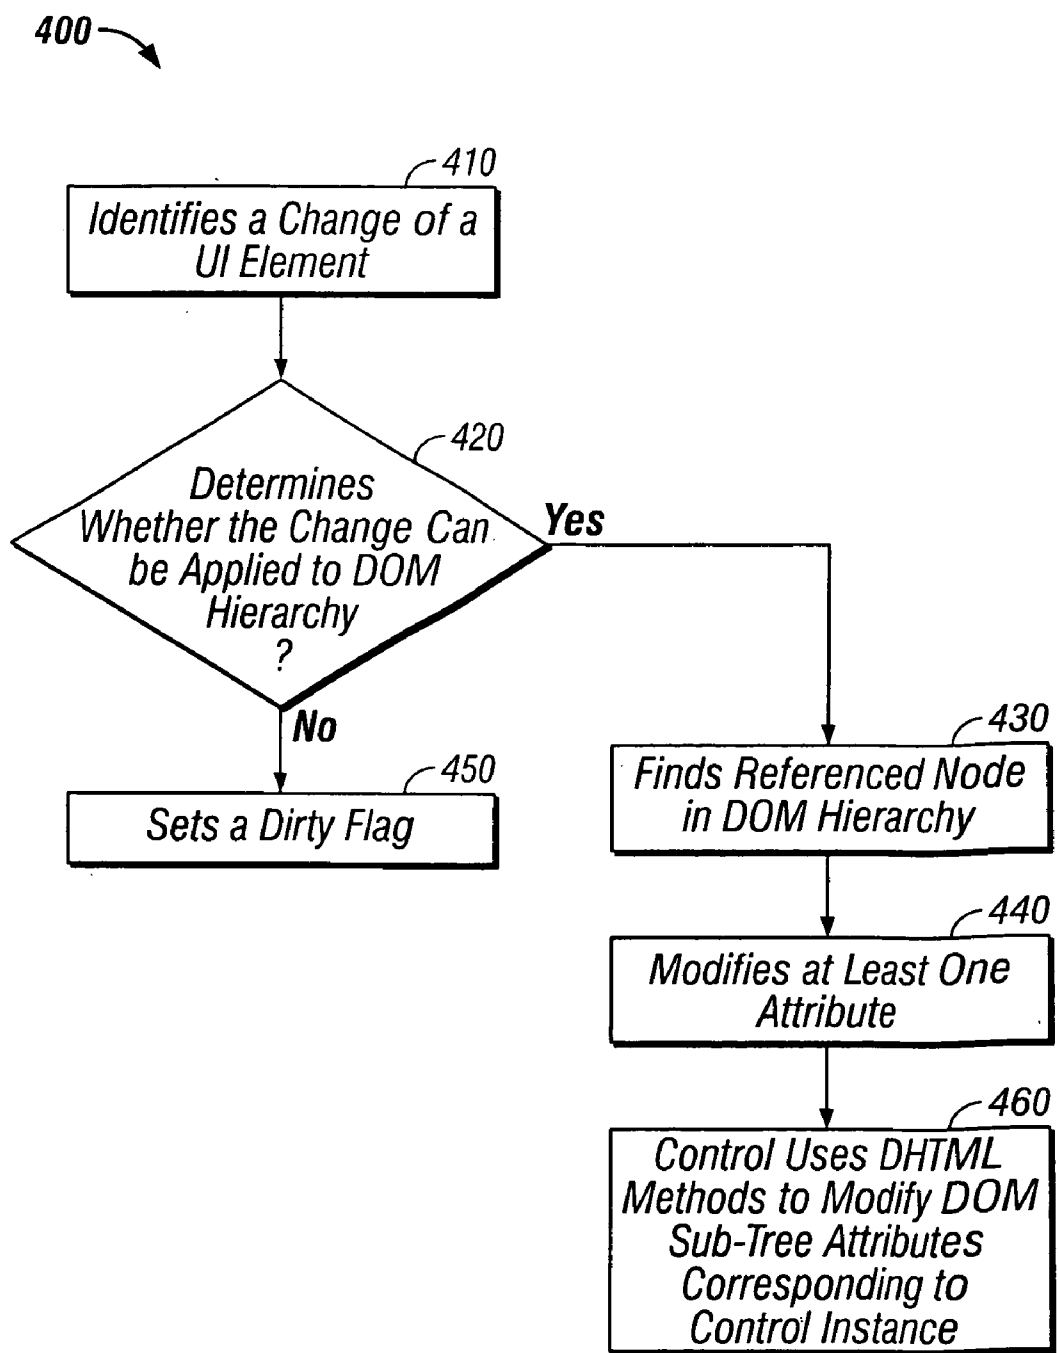 400
410
Identifies a Change of a
UI Element
420
Determines
Whether the Change Can
be Applied to DOM
Hierarchy
?
Yes
No
450
Sets a Dirty Flag
430
Finds Referenced Node
in DOM Hierarchy
440
Modifies at Least One
Attribute
460
Control Uses DHTML
Methods to Modify DOM
Sub-Tree Attributes
Corresponding to
Control Instance